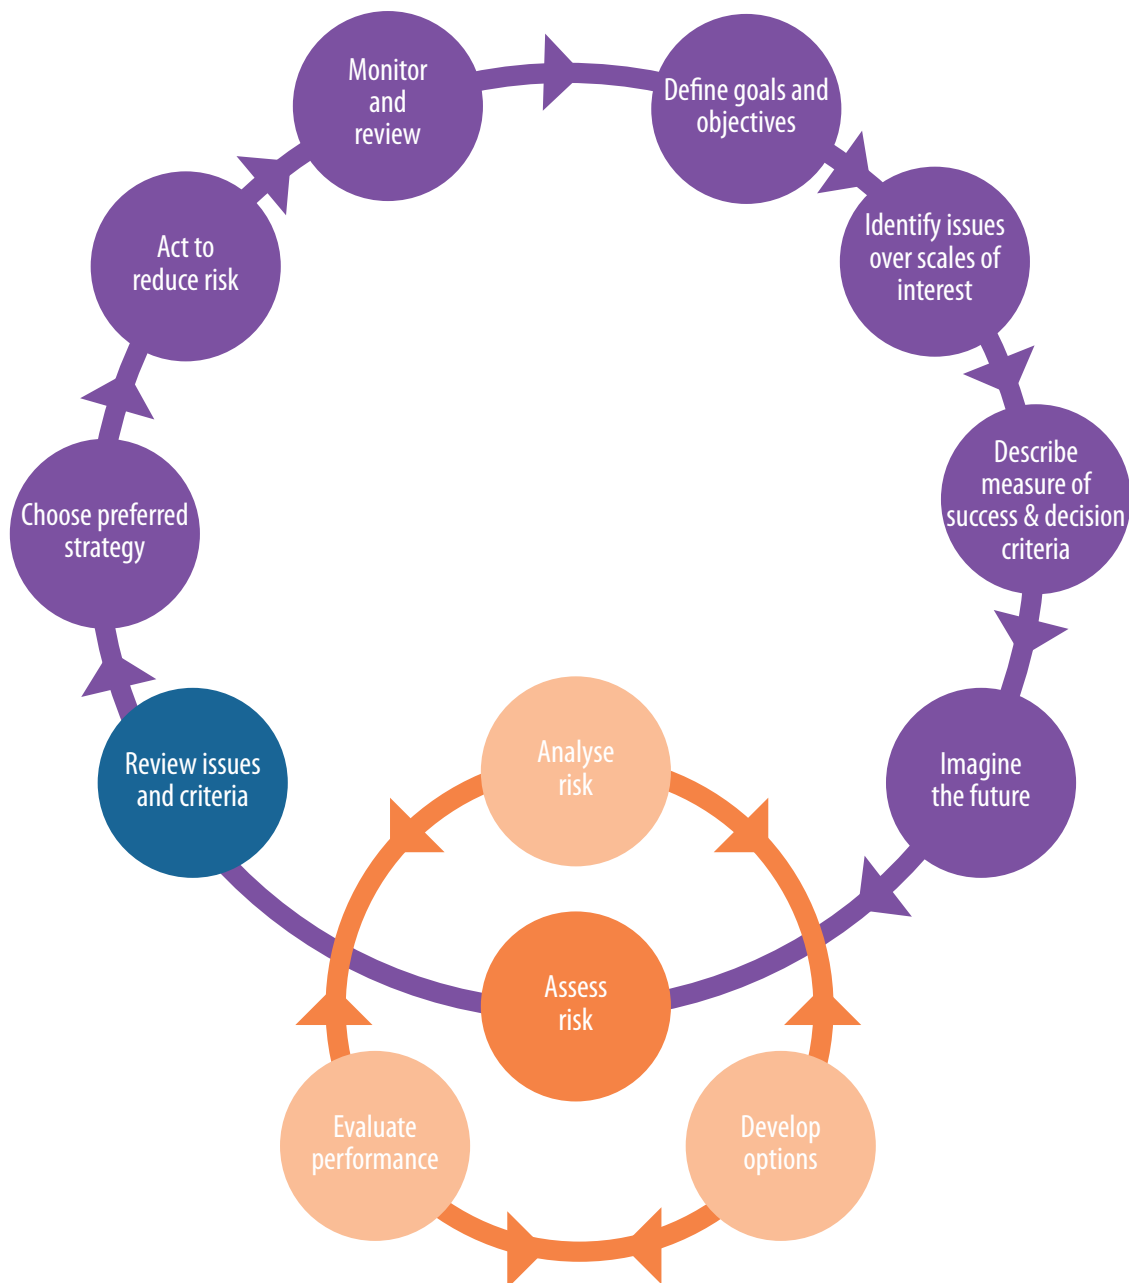 Monitor
and
review
Define goals and
objectives
Identify issues
over scales of
interest
Describe
measure of
success & decision
criteria
Imagine
the future
Assess
risk
Analyse
risk
Develop
options
Evaluate
performance
Review issues
and criteria
Choose preferred
strategy
Act to
reduce risk